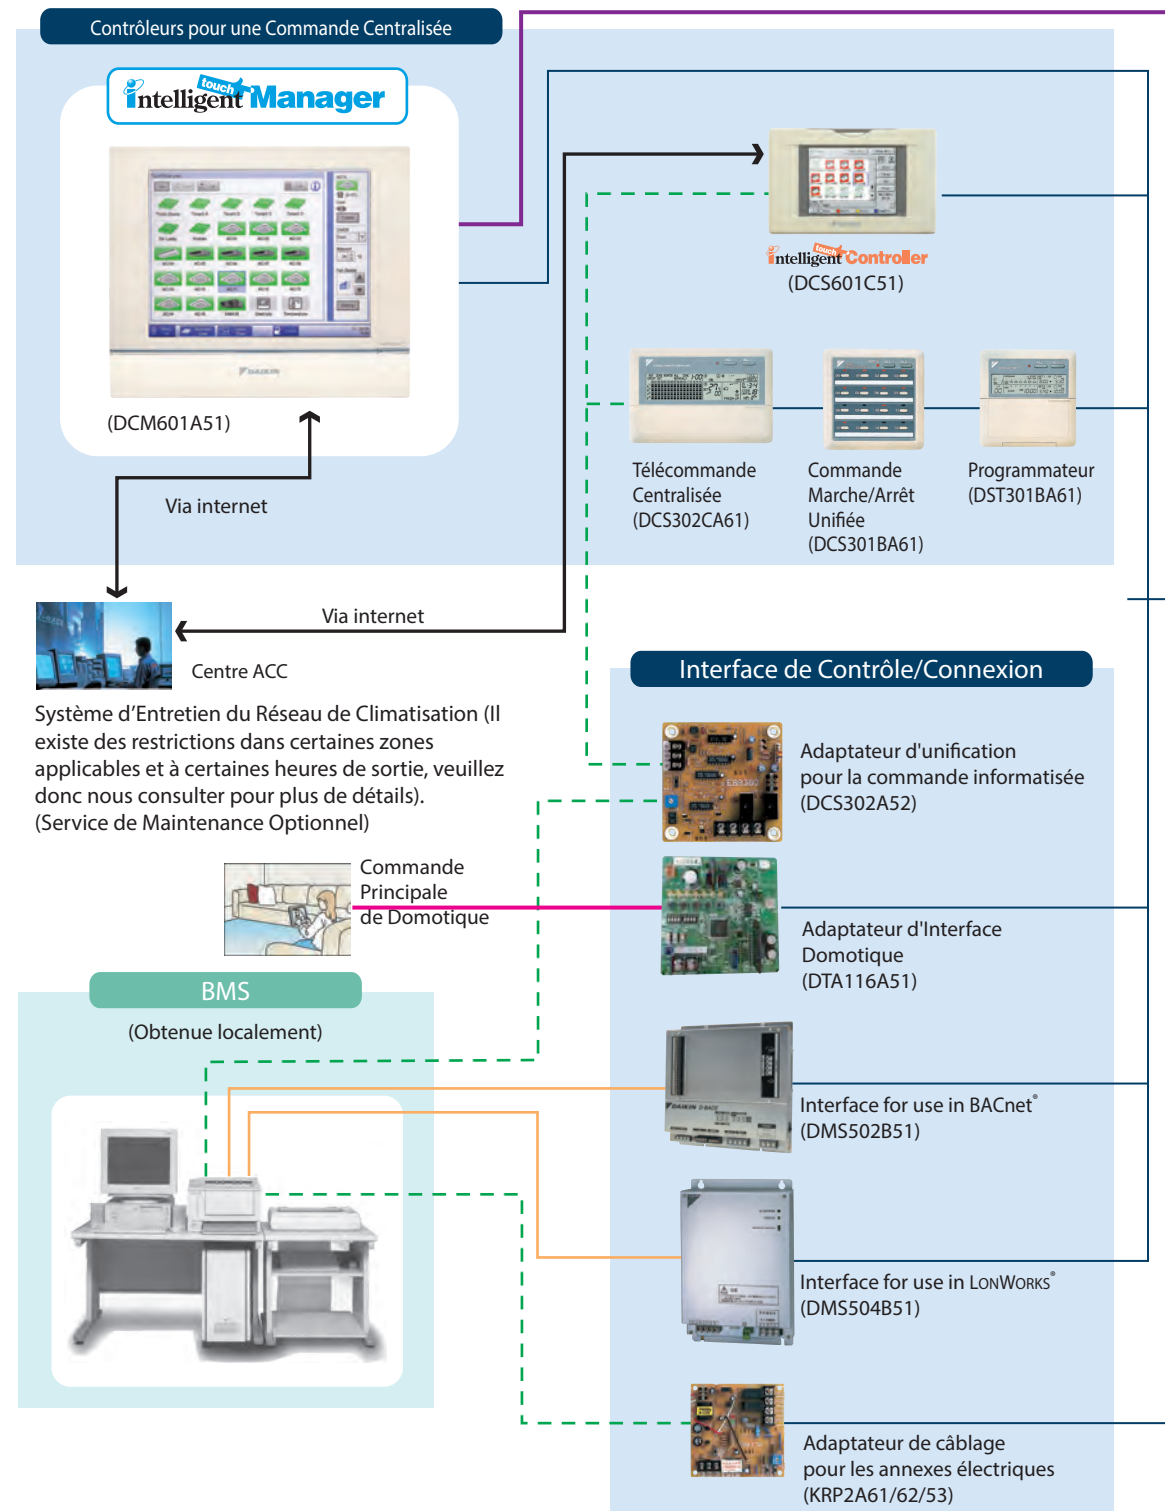 Contrôleurs pour une Commande Centralisée
intelligent touch Manager
DAIKIN
(DCM601A51)
Via internet
intelligent touch Controller
(DCS601C51)
Télécommande
Centralisée
(DCS302CA61)
Commande
Marche/Arrêt
Unifiée
(DCS301BA61)
Programmateur
(DST301BA61)
Via internet
Centre ACC
Système d’Entretien du Réseau de Climatisation (Il
existe des restrictions dans certaines zones
applicables et à certaines heures de sortie, veuillez
donc nous consulter pour plus de détails).
(Service de Maintenance Optionnel)
Commande
Principale
de Domotique
BMS
(Obtenue localement)
Interface de Contrôle/Connexion
Adaptateur d'unification
pour la commande informatisée
(DCS302A52)
Adaptateur d'Interface
Domotique
(DTA116A51)
DAIKIN D-BACS
Interface for use in BACnet®
(DMS502B51)
Interface for use in LONWORKS®
(DMS504B51)
Adaptateur de câblage
pour les annexes électriques
(KRP2A61/62/53)